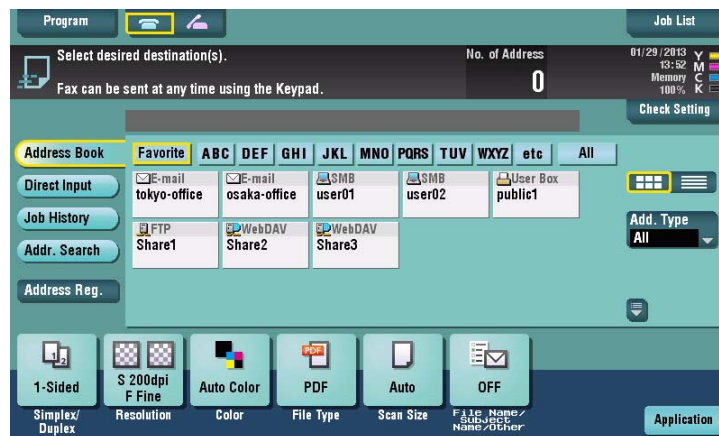 Program
Job List
Select desired destination(s).
Fax can be sent at any time using the Keypad.
No. of Address
0
01/29/2013
13:52
Memory
100%
Y
M
C
K
Check Setting
Address Book
Favorite ABC DEF GHI JKL MNO PQRS TUV WXYZ etc All
Direct Input
Job History
Addr. Search
Address Reg.
E-mail
tokyo-office
E-mail
osaka-office
SMB
user01
SMB
user02
User Box
public1
FTP
Share1
WebDAV
Share2
WebDAV
Share3
Add. Type
All
1-Sided
Simplex/
Duplex
S 200dpi
F Fine
Resolution
Auto Color
Color
PDF
PDF
File Type
Auto
Scan Size
OFF
File Name/
Subject
Name/Other
Application